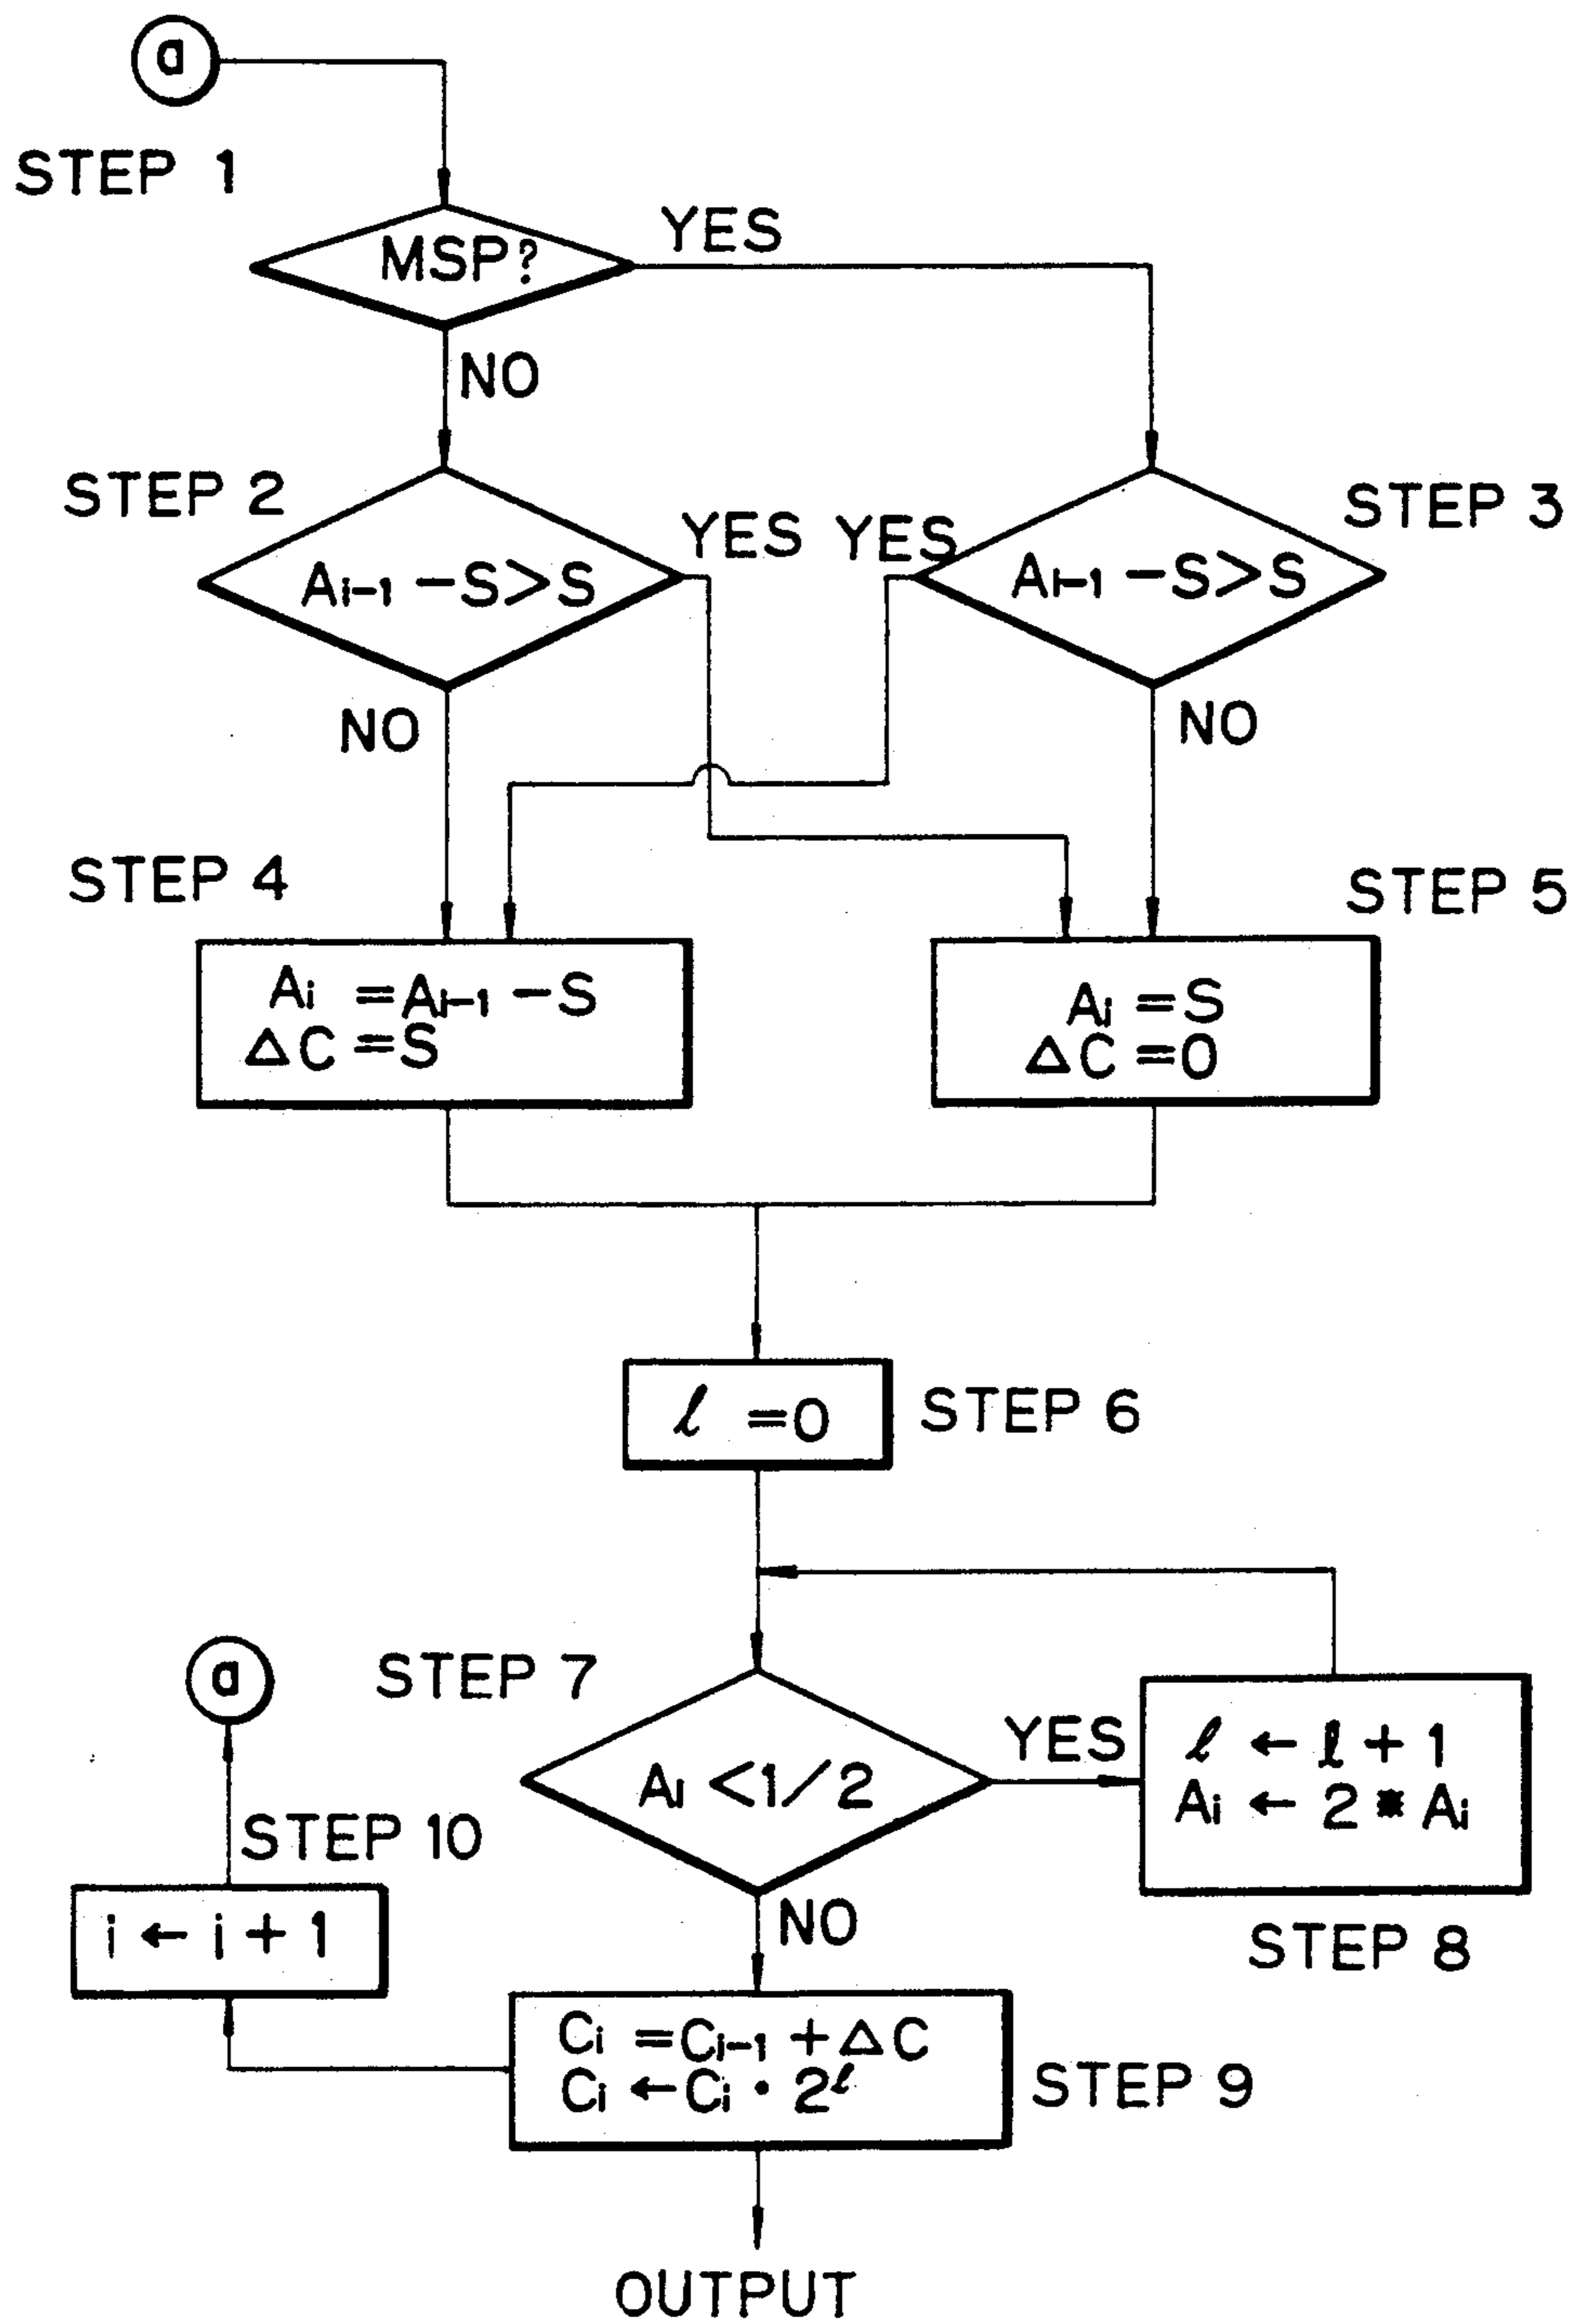 a
STEP 1
MSP?
YES
NO
STEP 2
Ai-1 -S>S
YES
YES
STEP 3
Ai-1 -S>S
NO
NO
STEP 4
Ai =Ai-1 -S
ΔC=S
STEP 5
Ai =S
ΔC=0
ℓ =0
STEP 6
a
STEP 7
Ai <1/2
YES
ℓ ← ℓ + 1
Ai ← 2 * Ai
STEP 8
STEP 10
i ← i + 1
NO
Ci =Ci-1 +ΔC
Ci ←Ci · 2ℓ
STEP 9
OUTPUT